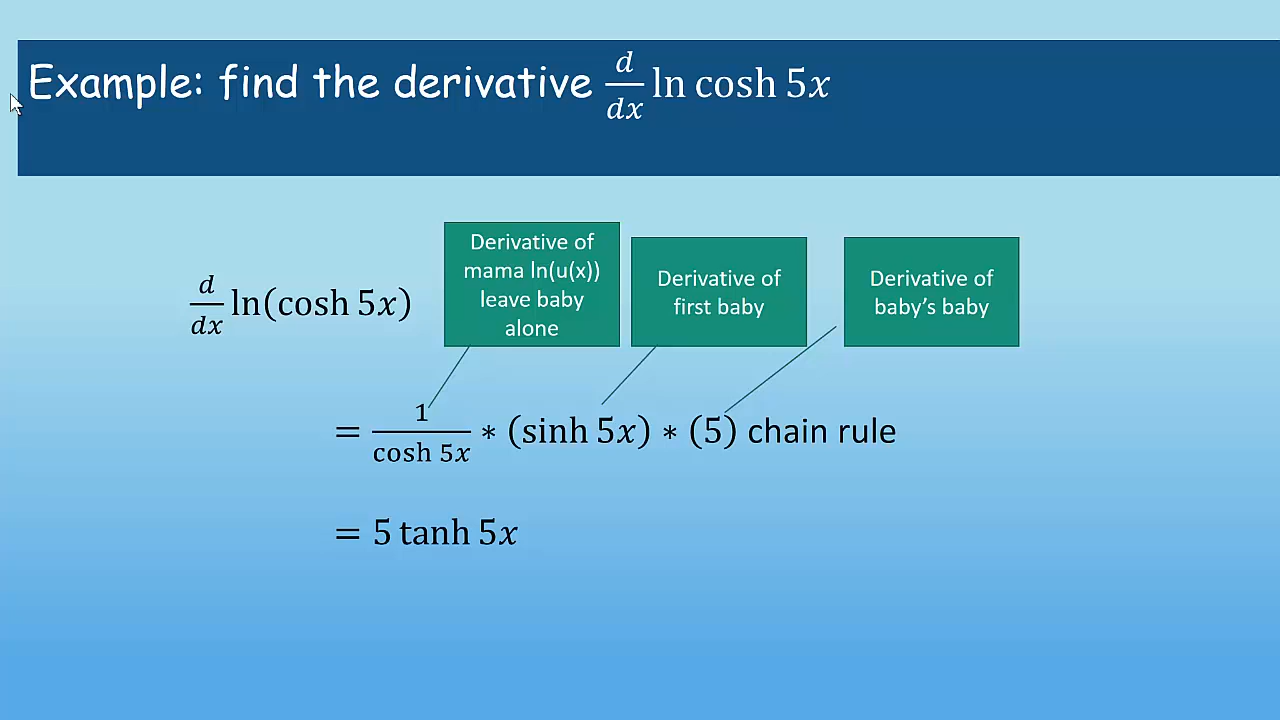 Example: find the derivative d/dx ln cosh 5x
Derivative of
mama ln(u(x))
leave baby
alone
Derivative of
first baby
Derivative of
baby's baby
d/dx ln(cosh 5x)
= 1/cosh 5x * (sinh 5x) * (5) chain rule
= 5 tanh 5x